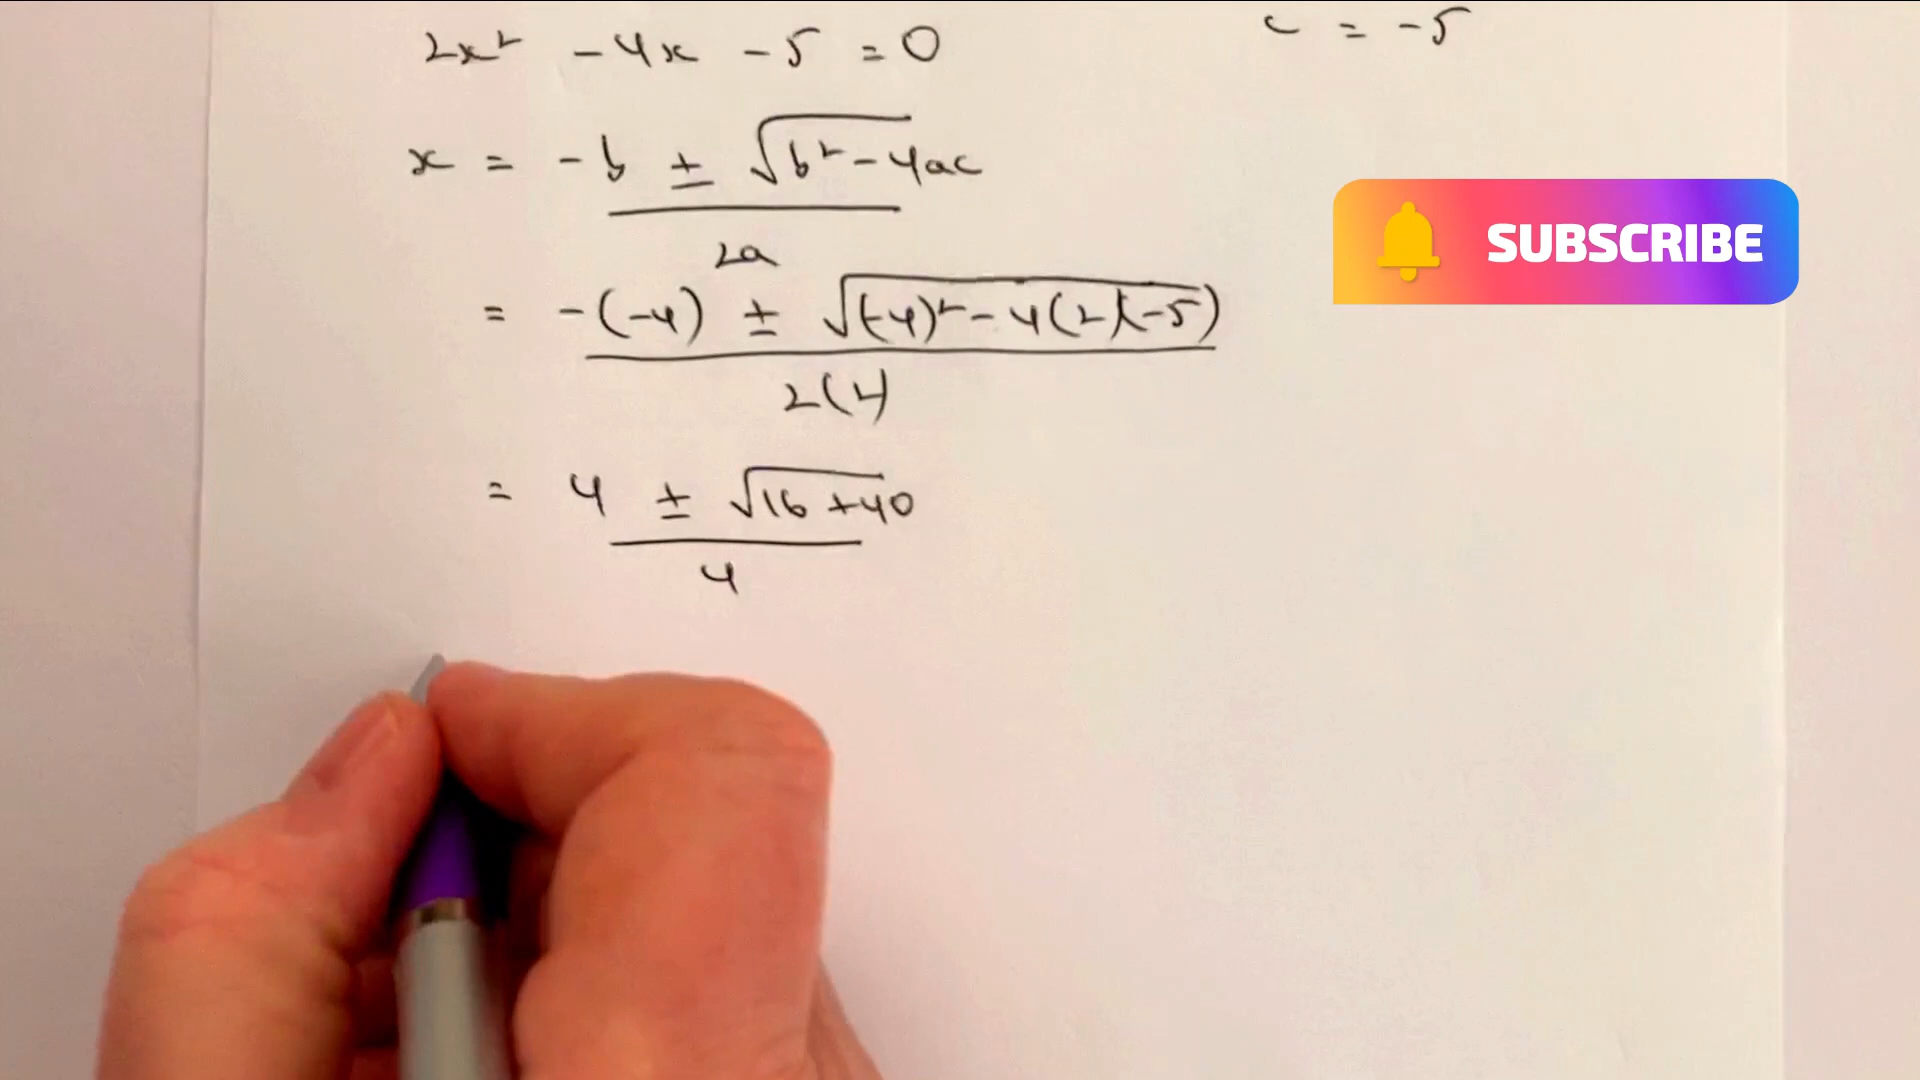 2x² - 4x - 5 = 0
c = -5
x = -b ± √b² - 4ac
2a
SUBSCRIBE
= -(-4) ± √(-4)² - 4(2)(-5)
2(2)
= 4 ± √16 + 40
4